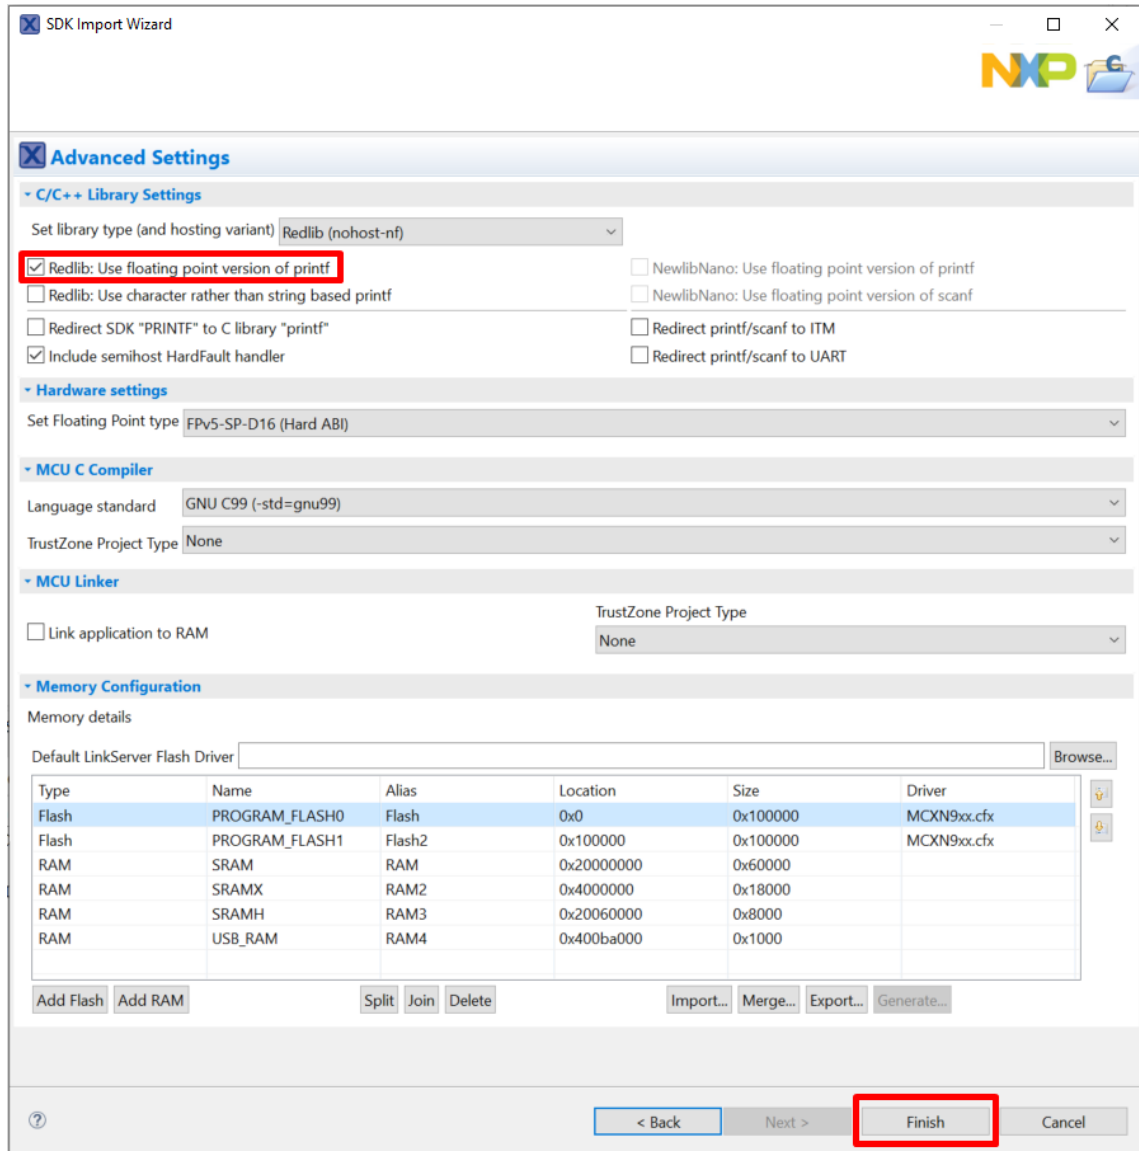 SDK Import Wizard
NXP
Advanced Settings
C/C++ Library Settings
Set library type (and hosting variant) Redlib (nohost-nf)
Redlib: Use floating point version of printf NewlibNano: Use floating point version of printf
Redlib: Use character rather than string based printf NewlibNano: Use floating point version of scanf
Redirect SDK "PRINTF" to C library "printf" Redirect printf/scanf to ITM
Include semihost HardFault handler Redirect printf/scanf to UART
Hardware settings
Set Floating Point type FPv5-SP-D16 (Hard ABI)
MCU C Compiler
Language standard GNU C99 (-std=gnu99)
TrustZone Project Type None
MCU Linker
TrustZone Project Type
Link application to RAM None
Memory Configuration
Memory details
Default LinkServer Flash Driver Browse...
Type Name Alias Location Size Driver
Flash PROGRAM_FLASH0 Flash 0x0 0x100000 MCXN9xx.cfx
Flash PROGRAM_FLASH1 Flash2 0x100000 0x100000 MCXN9xx.cfx
RAM SRAM RAM 0x20000000 0x60000
RAM SRAMX RAM2 0x4000000 0x18000
RAM SRAMH RAM3 0x20060000 0x8000
RAM USB_RAM RAM4 0x400ba000 0x1000
Add Flash Add RAM Split Join Delete Import... Merge... Export... Generate...
< Back Next > Finish Cancel